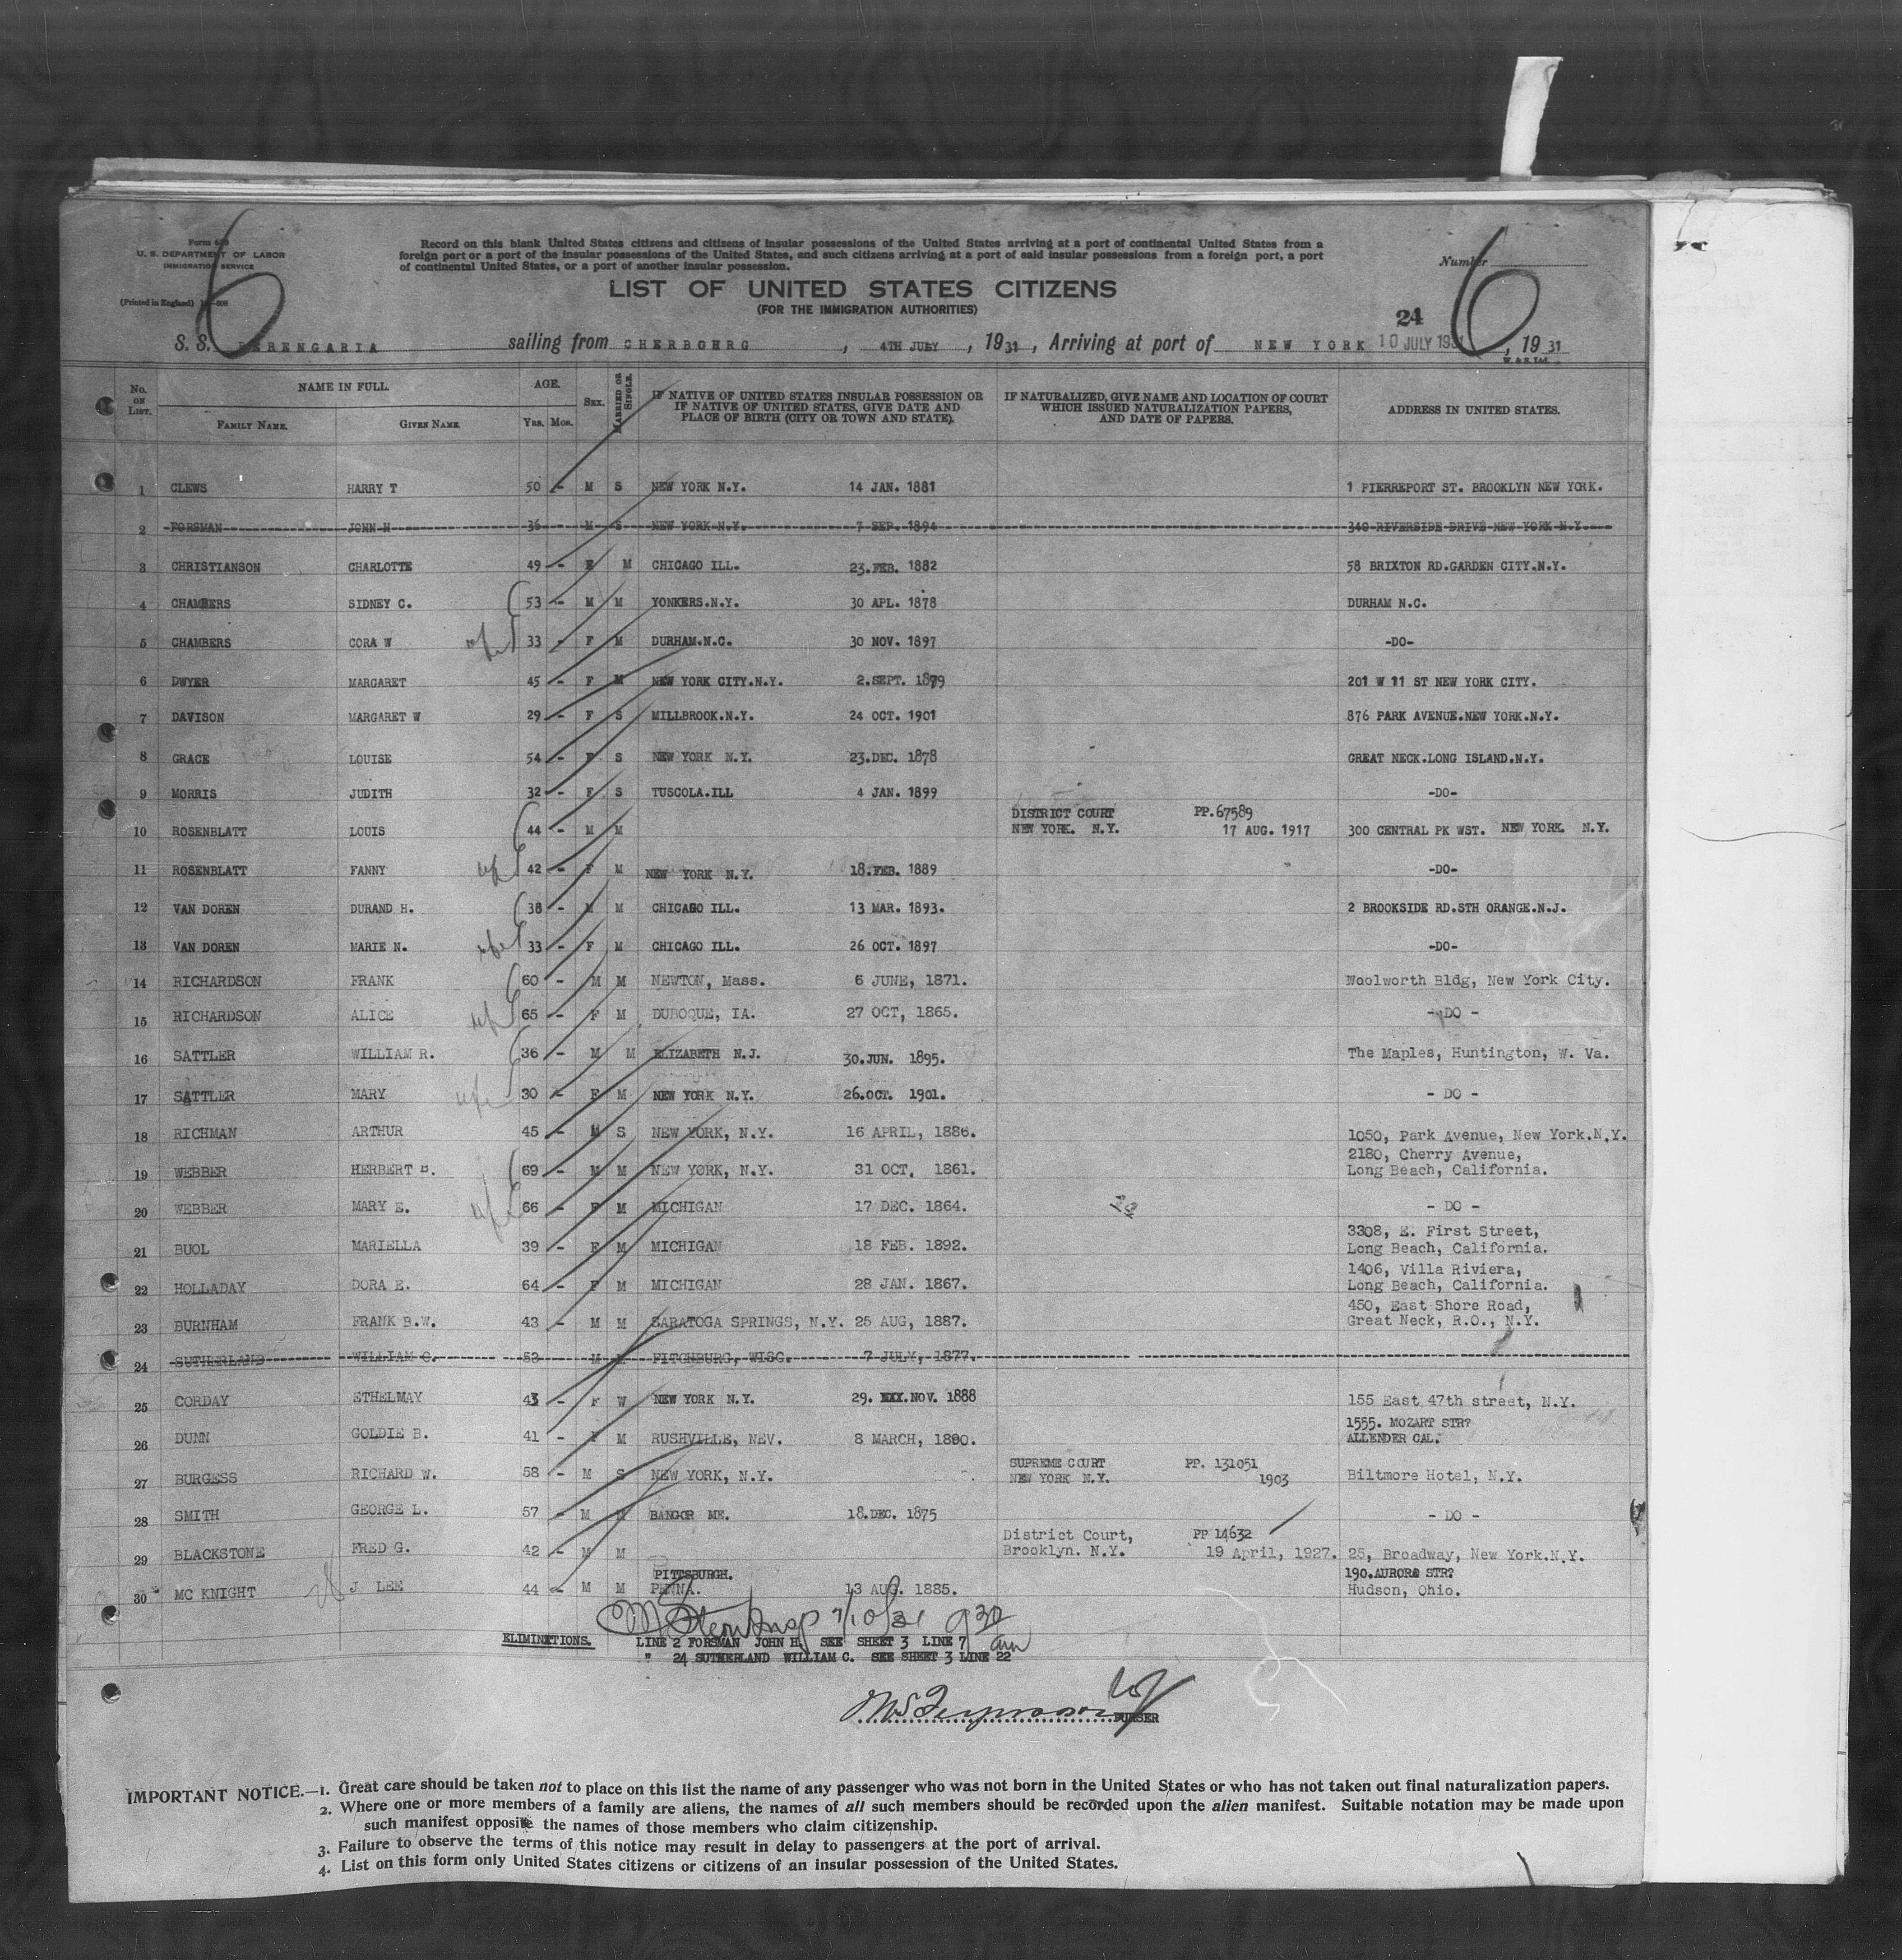 Form 630
U. S. DEPARTMENT OF LABOR
IMMIGRATION SERVICE
(Printed in England)
Record on this blank United States citizens and citizens of insular possessions of the United States arriving at a port of continental United States from a
foreign port or a port of the insular possessions of the United States, and such citizens arriving at a port of said insular possessions from a foreign port, a port
of continental United States, or a port of another insular possession.
Number
6
6
LIST OF UNITED STATES CITIZENS
(FOR THE IMMIGRATION AUTHORITIES)
24
S. S. BERENGARIA sailing from CHERBOHRG, 4TH JULY, 1931, Arriving at port of NEW YORK 10 JULY 1931, 1931
W. & S. Ltd.
No. ON LIST. NAME IN FULL. FAMILY NAME. GIVEN NAME. AGE. YRS. MOS. SEX. MARRIED OR SINGLE. IF NATIVE OF UNITED STATES INSULAR POSSESSION OR IF NATIVE OF UNITED STATES, GIVE DATE AND PLACE OF BIRTH (CITY OR TOWN AND STATE). IF NATURALIZED, GIVE NAME AND LOCATION OF COURT WHICH ISSUED NATURALIZATION PAPERS, AND DATE OF PAPERS. ADDRESS IN UNITED STATES.
1 CLEWS HARRY T 50 - M S NEW YORK N.Y. 14 JAN. 1881 1 PIERREPORT ST. BROOKLYN NEW YORK.
2 FORSMAN JOHN H 36 M S NEW YORK N.Y. 7 SEP. 1894 340 RIVERSIDE DRIVE NEW YORK N.Y.
3 CHRISTIANSON CHARLOTTE 49 - F M CHICAGO ILL. 23.FEB. 1882 58 BRIXTON RD.GARDEN CITY.N.Y.
4 CHAMBERS SIDNEY C. 53 - M M YONKERS.N.Y. 30 APL. 1878 DURHAM N.C.
5 CHAMBERS CORA W wife 33 - F M DURHAM.N.C. 30 NOV. 1897 -DO-
6 DWYER MARGARET 45 - F M NEW YORK CITY.N.Y. 2.SEPT. 1879 201 W 11 ST NEW YORK CITY.
7 DAVISON MARGARET W 29 - F S MILLBROOK.N.Y. 24 OCT. 1901 876 PARK AVENUE.NEW YORK.N.Y.
8 GRACE LOUISE 54 - F S NEW YORK N.Y. 23.DEC. 1878 GREAT NECK.LONG ISLAND.N.Y.
9 MORRIS JUDITH 32 - F S TUSCOLA.ILL 4 JAN. 1899 -DO-
10 ROSENBLATT LOUIS 44 - M M DISTRICT COURT PP.67589
NEW YORK. N.Y. 17 AUG. 1917 300 CENTRAL PK WST. NEW YORK N.Y.
11 ROSENBLATT FANNY wife 42 - F M NEW YORK N.Y. 18.FEB. 1889 -DO-
12 VAN DOREN DURAND H. 38 - M M CHICAGO ILL. 13 MAR. 1893. 2 BROOKSIDE RD.STH ORANGE.N.J.
13 VAN DOREN MARIE N. wife 33 - F M CHICAGO ILL. 26 OCT. 1897 -DO-
14 RICHARDSON FRANK 60 - M M NEWTON, Mass. 6 JUNE, 1871. Woolworth Bldg, New York City.
15 RICHARDSON ALICE wife 65 - F M DUBOQUE, IA. 27 OCT, 1865. - DO -
16 SATTLER WILLIAM R. 36 - M M ELIZABETH N.J. 30.JUN. 1895. The Maples, Huntington, W. Va.
17 SATTLER MARY wife 30 - F M NEW YORK N.Y. 26.OCT. 1901. - DO -
18 RICHMAN ARTHUR 45 - M S NEW YORK, N.Y. 16 APRIL, 1886. 1050, Park Avenue, New York.N.Y.
19 WEBBER HERBERT B. 69 - M M NEW YORK, N.Y. 31 OCT, 1861. 2180, Cherry Avenue,
Long Beach, California.
20 WEBBER MARY E. wife 66 - F M MICHIGAN 17 DEC. 1864. - DO -
21 BUOL MARIELLA 39 - F M MICHIGAN 18 FEB. 1892. 3308, E. First Street,
Long Beach, California.
22 HOLLADAY DORA E. 64 - F M MICHIGAN 28 JAN. 1867. 1406, Villa Riviera,
Long Beach, California.
23 BURNHAM FRANK B.W. 43 - M M SARATOGA SPRINGS, N.Y. 25 AUG, 1887. 450, East Shore Road,
Great Neck, R.O., N.Y.
24 SUTHERLAND WILLIAM C. 53 M M FITCHBURG, WISC. 7 JULY, 1877.
25 CORDAY ETHELMAY 43 - F W NEW YORK N.Y. 29. XXX.NOV. 1888 155 East 47th street, N.Y.
26 DUNN GOLDIE B. 41 - F M RUSHVILLE, NEV. 8 MARCH, 1890. 1555. MOZART STR?
ALLENDER CAL.
27 BURGESS RICHARD W. 58 - M S NEW YORK, N.Y. SUPREME COURT PP. 131051
NEW YORK N.Y. 1903 Biltmore Hotel, N.Y.
28 SMITH GEORGE L. 57 - M M BANGOR ME. 18.DEC. 1875 - DO -
29 BLACKSTONE FRED G. 42 - M M District Court, PP 14632
Brooklyn. N.Y. 19 April, 1927. 25, Broadway, New York.N.Y.
30 MC KNIGHT J. LEE 44 - M M PITTSBURGH.
PENNA. 13 AUG. 1885. 190.AURORA STR?
Hudson, Ohio.
Insp 7/10/31 930 am
ELIMINATIONS. LINE 2 FORSMAN JOHN H. SEE SHEET 3 LINE 7
" 24 SUTHERLAND WILLIAM C. SEE SHEET 3 LINE 22
PURSER
IMPORTANT NOTICE.—1. Great care should be taken not to place on this list the name of any passenger who was not born in the United States or who has not taken out final naturalization papers.
2. Where one or more members of a family are aliens, the names of all such members should be recorded upon the alien manifest. Suitable notation may be made upon
such manifest opposite the names of those members who claim citizenship.
3. Failure to observe the terms of this notice may result in delay to passengers at the port of arrival.
4. List on this form only United States citizens or citizens of an insular possession of the United States.